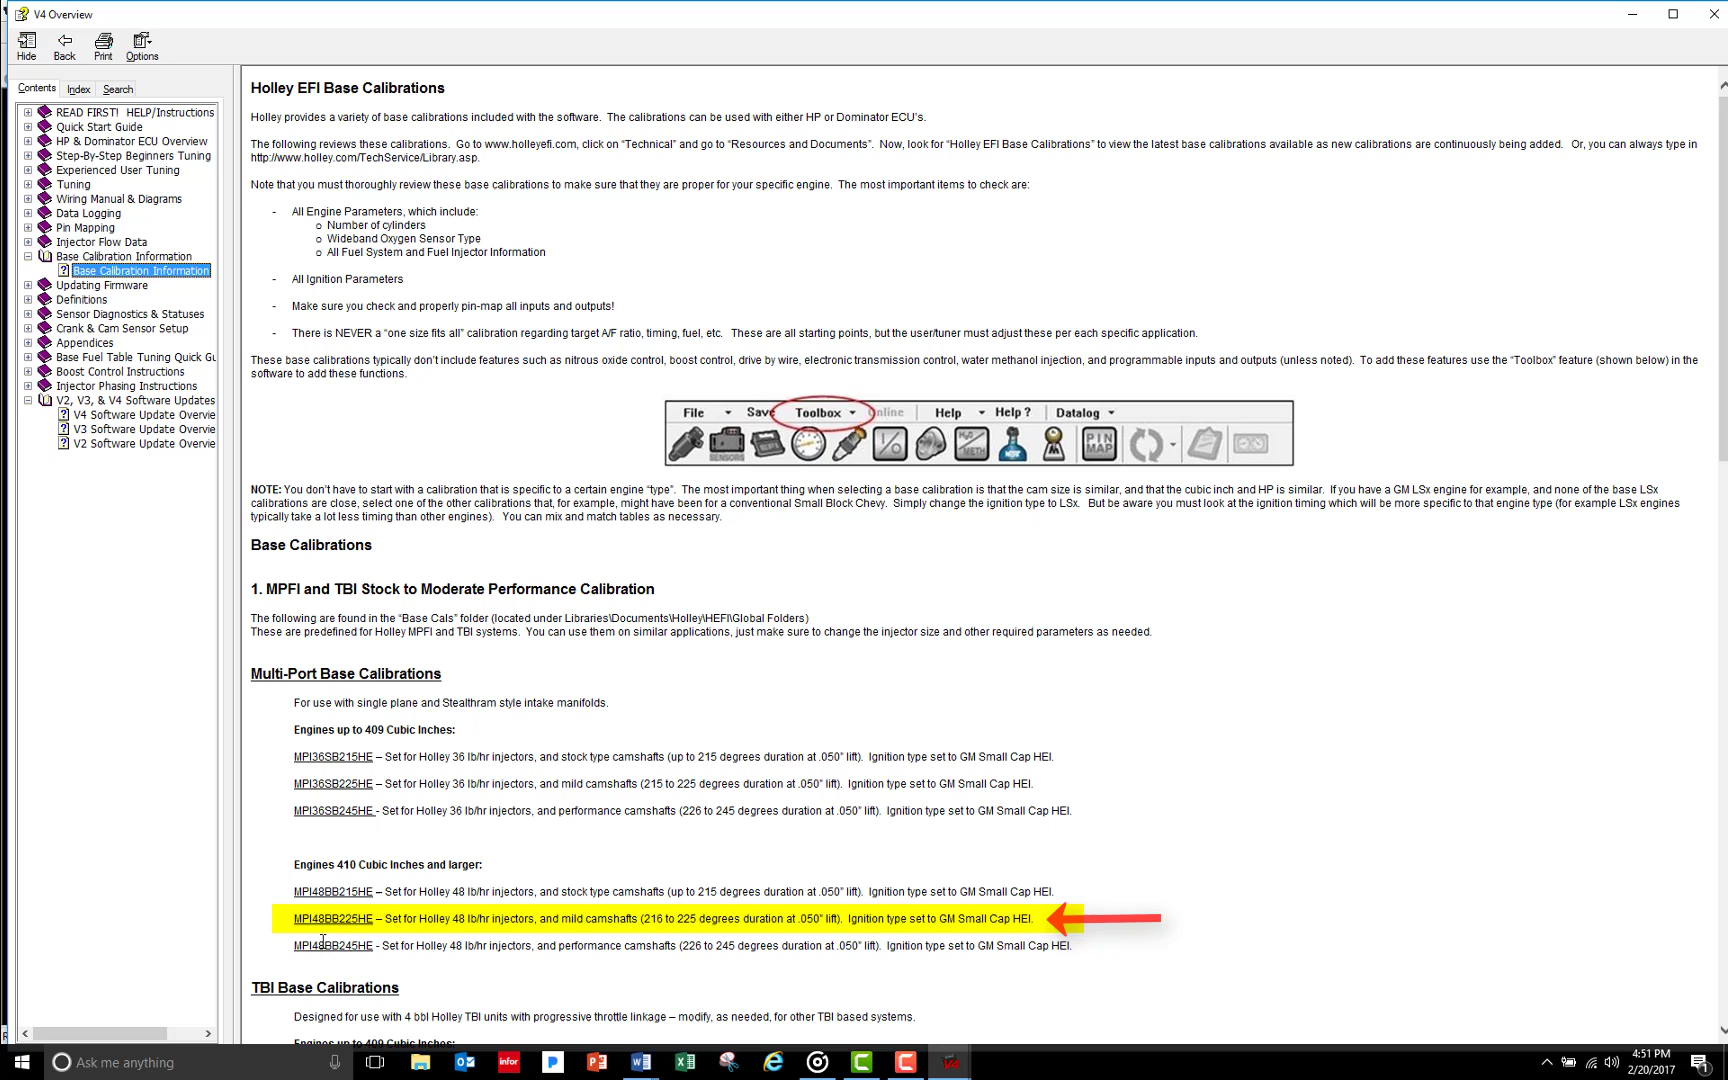 V4 Overview
Hide Back Print Options
Contents Index Search
READ FIRST!  HELP/Instructions
Quick Start Guide
HP & Dominator ECU Overview
Step-By-Step Beginners Tuning
Experienced User Tuning
Tuning
Wiring Manual & Diagrams
Data Logging
Pin Mapping
Injector Flow Data
Base Calibration Information
Base Calibration Information
Updating Firmware
Definitions
Sensor Diagnostics & Statuses
Crank & Cam Sensor Setup
Appendices
Base Fuel Table Tuning Quick Gu
Boost Control Instructions
Injector Phasing Instructions
V2, V3, & V4 Software Updates
V4 Software Update Overvie
V3 Software Update Overvie
V2 Software Update Overvie
Holley EFI Base Calibrations
Holley provides a variety of base calibrations included with the software.  The calibrations can be used with either HP or Dominator ECU's.
The following reviews these calibrations.  Go to www.holleyefi.com, click on “Technical” and go to “Resources and Documents”.  Now, look for “Holley EFI Base Calibrations” to view the latest base calibrations available as new calibrations are continuously being added.  Or, you can always type in
http://www.holley.com/TechService/Library.asp.
Note that you must thoroughly review these base calibrations to make sure that they are proper for your specific engine.  The most important items to check are:
- All Engine Parameters, which include:
o Number of cylinders
o Wideband Oxygen Sensor Type
o All Fuel System and Fuel Injector Information
- All Ignition Parameters
- Make sure you check and properly pin-map all inputs and outputs!
- There is NEVER a “one size fits all” calibration regarding target A/F ratio, timing, fuel, etc.  These are all starting points, but the user/tuner must adjust these per each specific application.
These base calibrations typically don't include features such as nitrous oxide control, boost control, drive by wire, electronic transmission control, water methanol injection, and programmable inputs and outputs (unless noted).  To add these features use the “Toolbox” feature (shown below) in the
software to add these functions.
File Save Toolbox nline Help Help ? Datalog
SENSORS I/O H2O METH NOS PIN MAP
NOTE: You don't have to start with a calibration that is specific to a certain engine “type”.  The most important thing when selecting a base calibration is that the cam size is similar, and that the cubic inch and HP is similar.  If you have a GM LSx engine for example, and none of the base LSx
calibrations are close, select one of the other calibrations that, for example, might have been for a conventional Small Block Chevy.  Simply change the ignition type to LSx.  But be aware you must look at the ignition timing which will be more specific to that engine type (for example LSx engines
typically take a lot less timing than other engines).  You can mix and match tables as necessary.
Base Calibrations
1. MPFI and TBI Stock to Moderate Performance Calibration
The following are found in the “Base Cals” folder (located under Libraries\Documents\Holley\HEFI\Global Folders)
These are predefined for Holley MPFI and TBI systems.  You can use them on similar applications, just make sure to change the injector size and other required parameters as needed.
Multi-Port Base Calibrations
For use with single plane and Stealthram style intake manifolds.
Engines up to 409 Cubic Inches:
MPI36SB215HE – Set for Holley 36 lb/hr injectors, and stock type camshafts (up to 215 degrees duration at .050” lift).  Ignition type set to GM Small Cap HEI.
MPI36SB225HE – Set for Holley 36 lb/hr injectors, and mild camshafts (215 to 225 degrees duration at .050” lift).  Ignition type set to GM Small Cap HEI.
MPI36SB245HE - Set for Holley 36 lb/hr injectors, and performance camshafts (226 to 245 degrees duration at .050” lift).  Ignition type set to GM Small Cap HEI.
Engines 410 Cubic Inches and larger:
MPI48BB215HE – Set for Holley 48 lb/hr injectors, and stock type camshafts (up to 215 degrees duration at .050” lift).  Ignition type set to GM Small Cap HEI.
MPI48BB225HE – Set for Holley 48 lb/hr injectors, and mild camshafts (216 to 225 degrees duration at .050” lift).  Ignition type set to GM Small Cap HEI.
MPI48BB245HE - Set for Holley 48 lb/hr injectors, and performance camshafts (226 to 245 degrees duration at .050” lift).  Ignition type set to GM Small Cap HEI.
TBI Base Calibrations
Designed for use with 4 bbl Holley TBI units with progressive throttle linkage – modify, as needed, for other TBI based systems.
Engines up to 409 Cubic Inches:
Ask me anything
infor
4:51 PM
2/20/2017